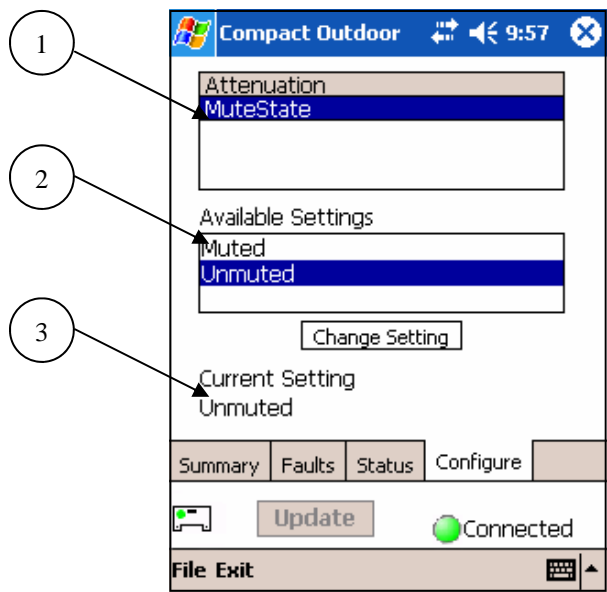 1
Compact Outdoor 9:57
Attenuation
MuteState
2
Available Settings
Muted
Unmuted
Change Setting
3
Current Setting
Unmuted
Summary Faults Status Configure
Update Connected
File Exit